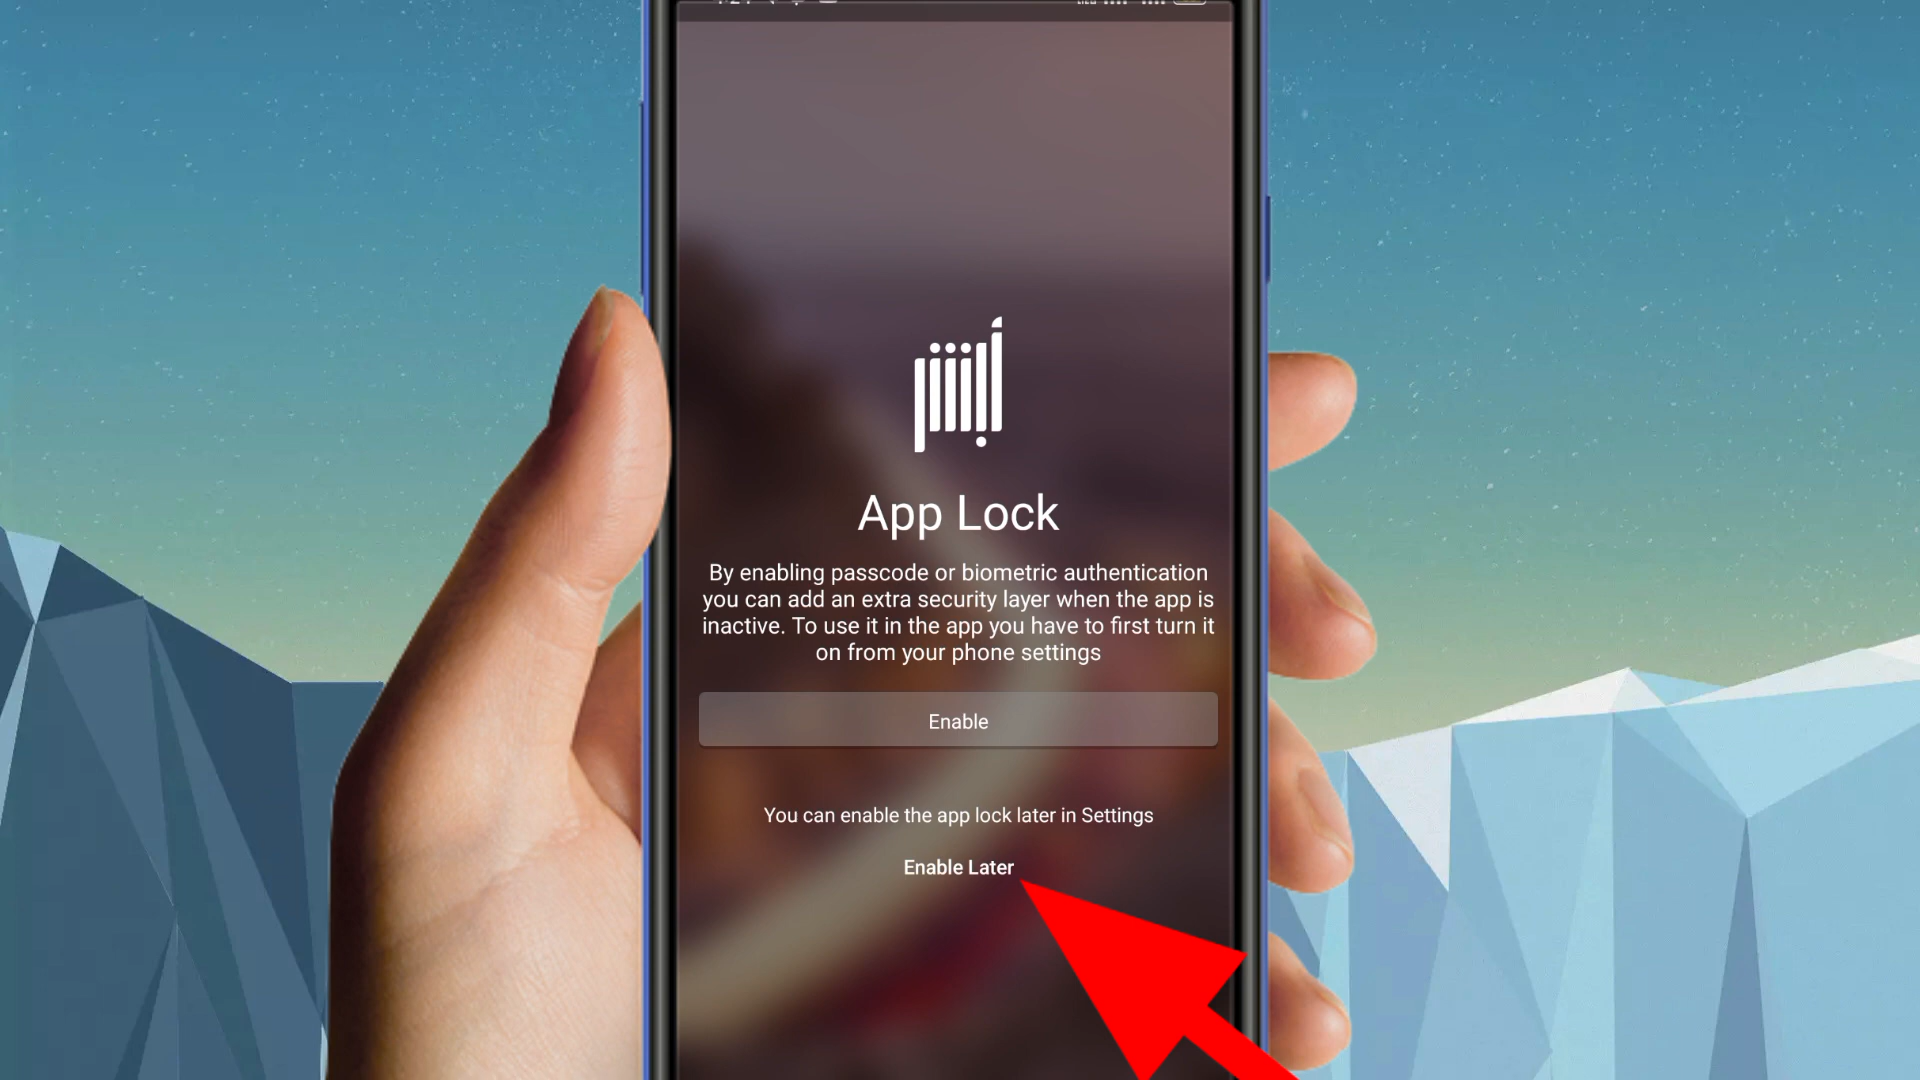 App Lock
By enabling passcode or biometric authentication
you can add an extra security layer when the app is
inactive. To use it in the app you have to first turn it
on from your phone settings
Enable
You can enable the app lock later in Settings
Enable Later